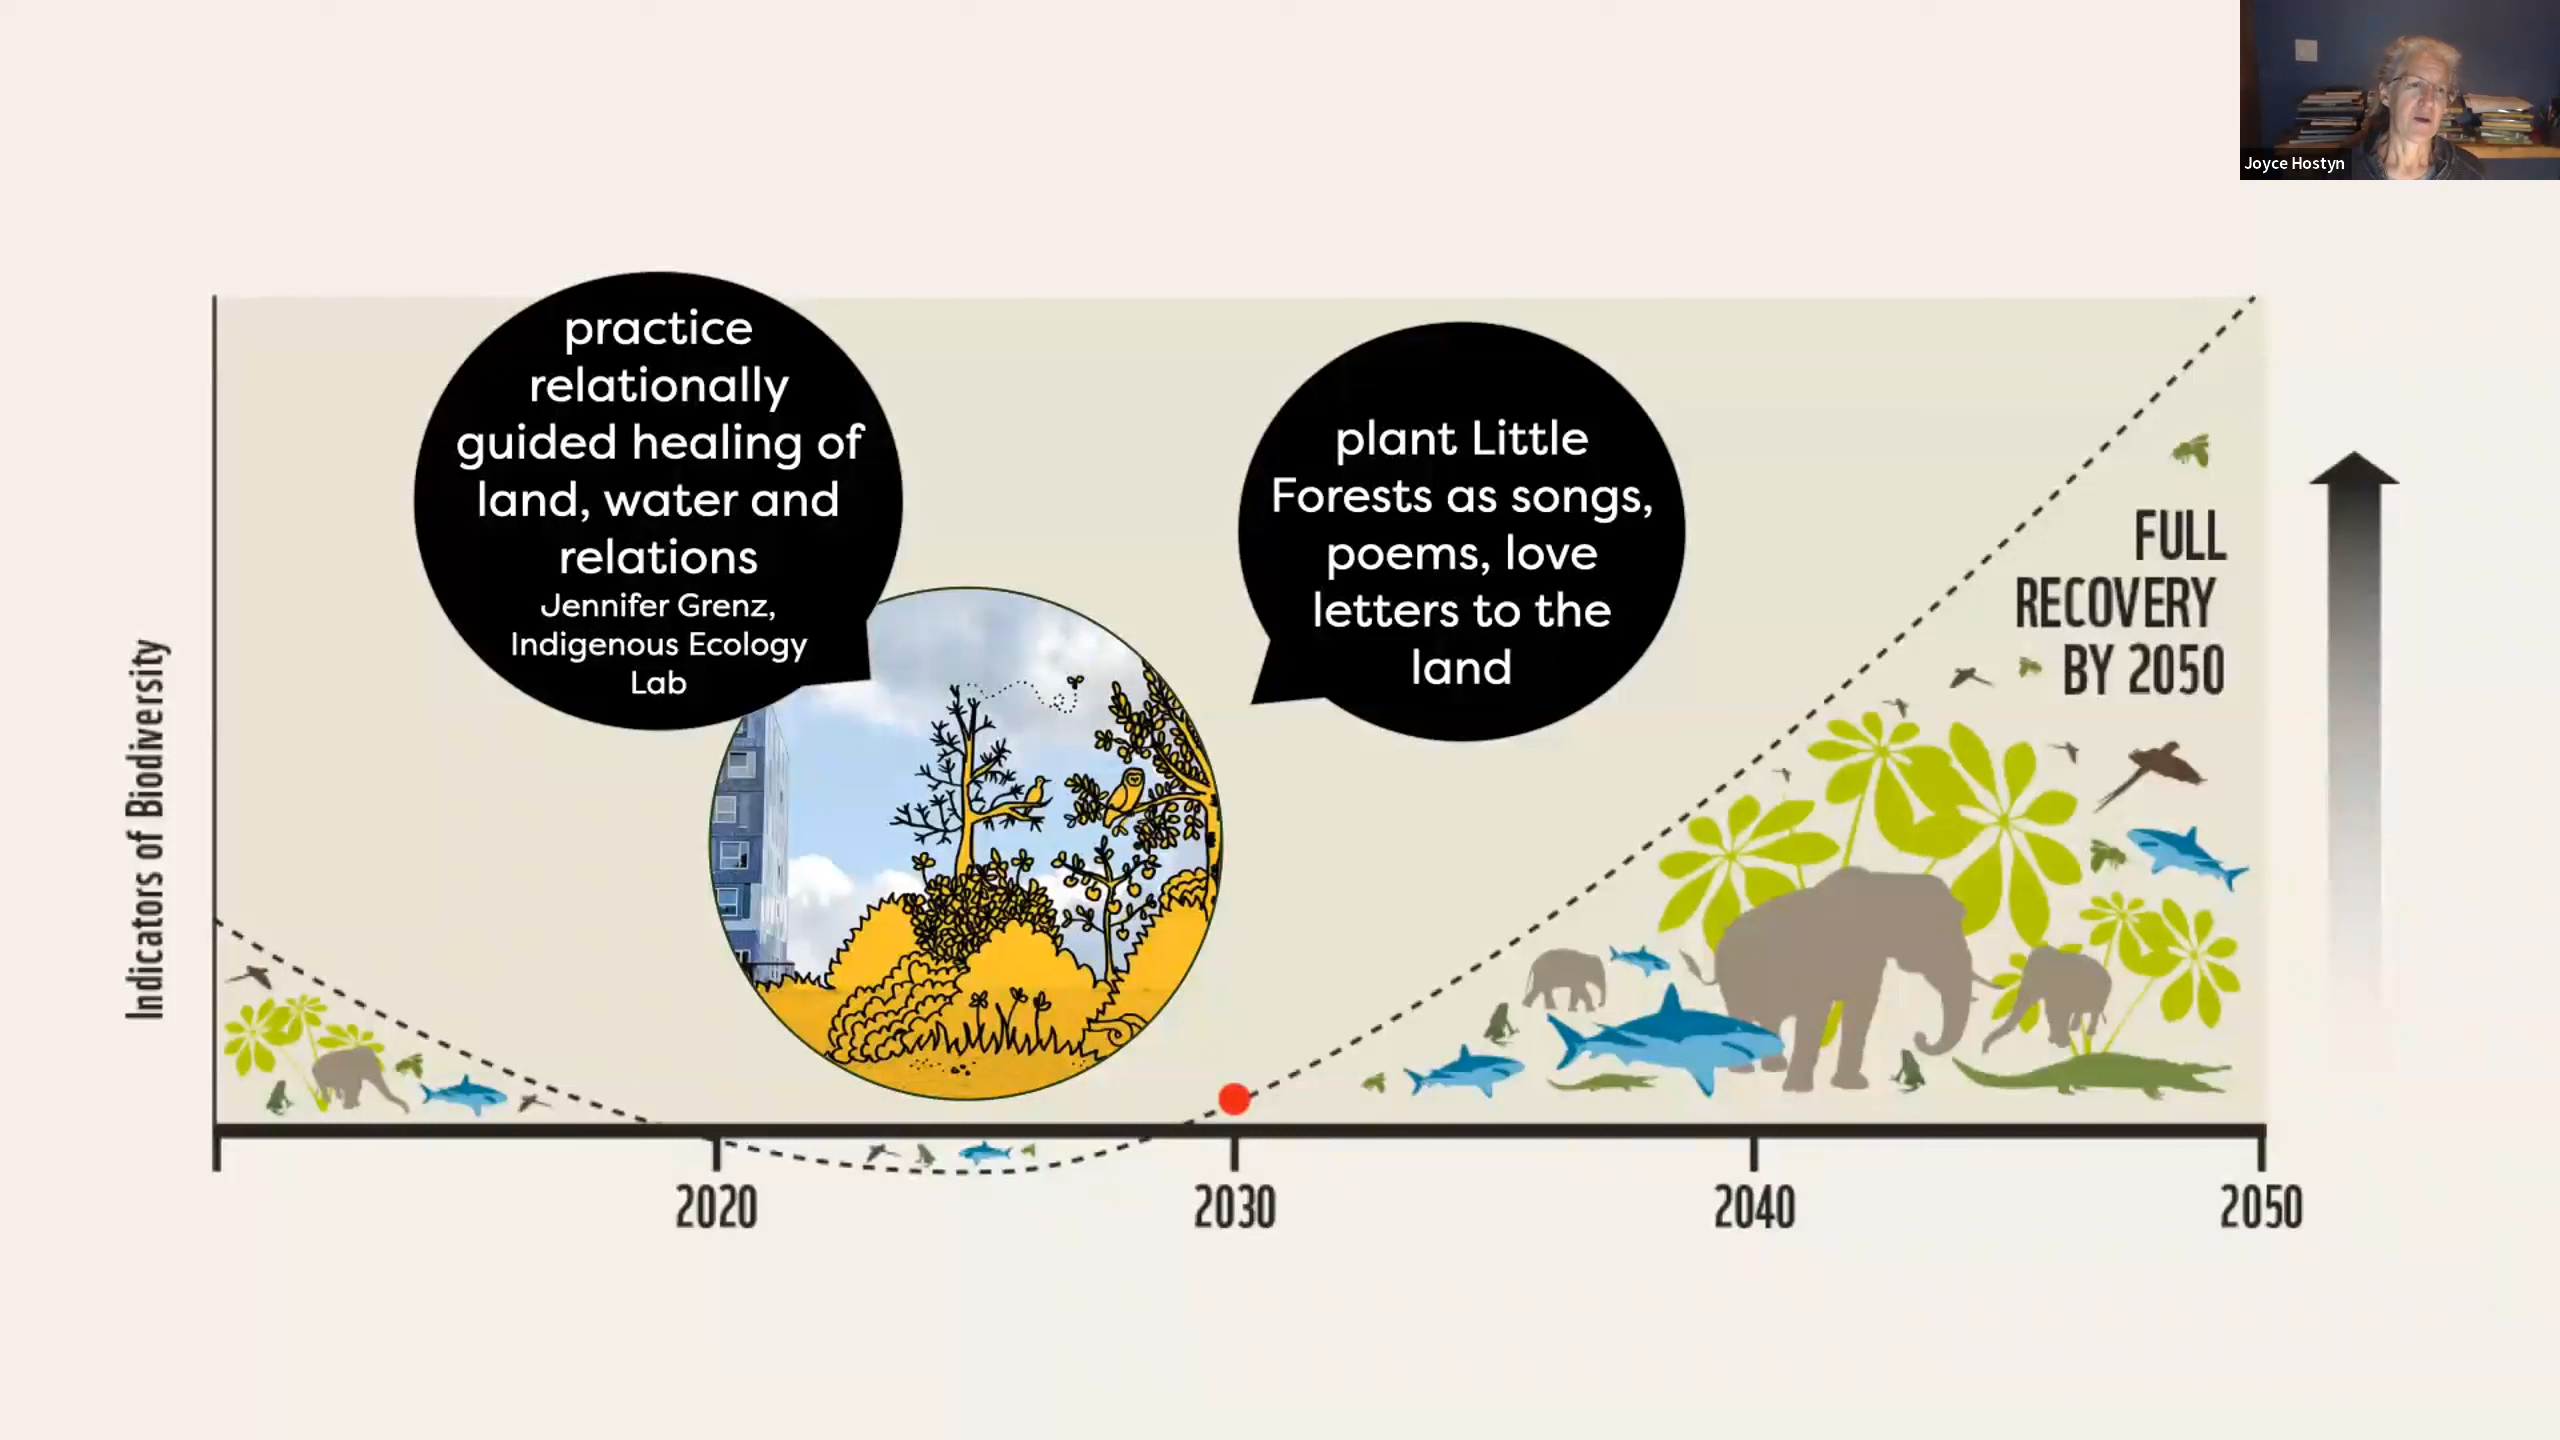 Joyce Hostyn
practice
relationally
guided healing of
land, water and
relations
Jennifer Grenz,
Indigenous Ecology
Lab
plant Little
Forests as songs,
poems, love
letters to the
land
FULL
RECOVERY
BY 2050
Indicators of Biodiversity
2020
2030
2040
2050